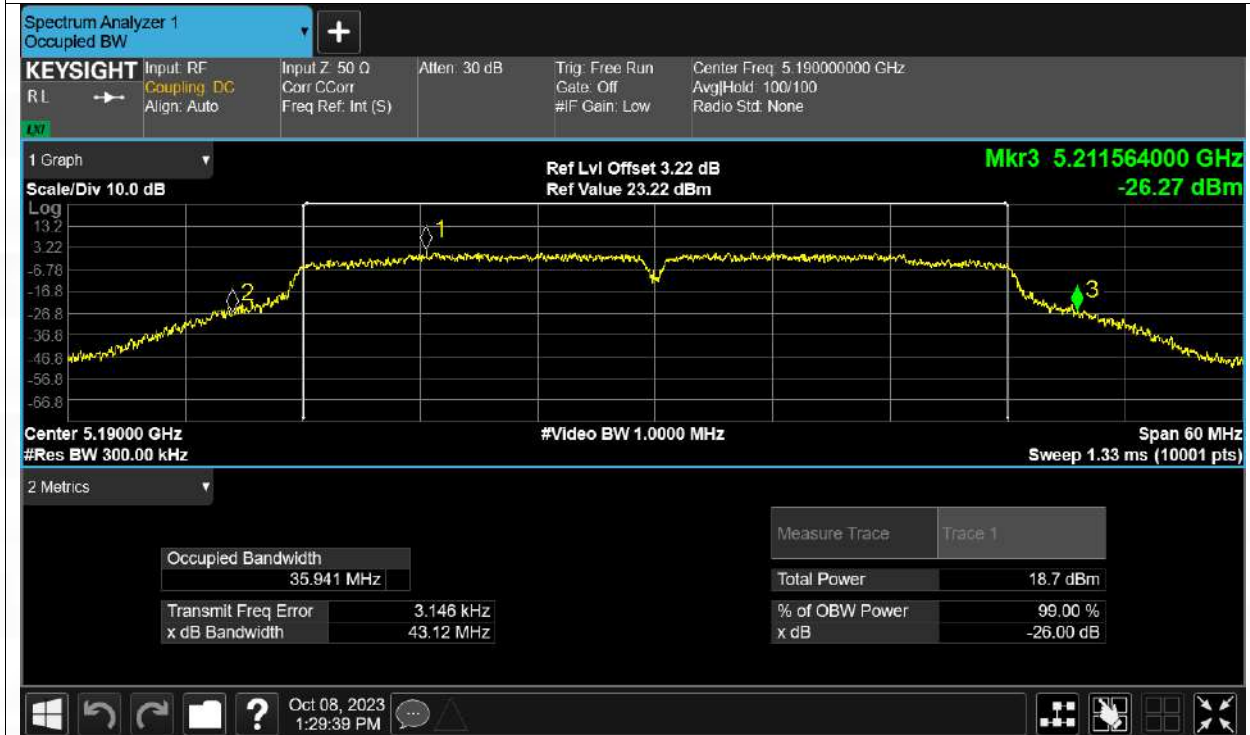 Spectrum Analyzer 1
Occupied BW
KEYSIGHT
R L
LXI
Input: RF
Coupling: DC
Align: Auto
Input Z: 50 Ω
Corr CCorr
Freq Ref: Int (S)
Atten: 30 dB
Trig: Free Run
Gate: Off
#IF Gain: Low
Center Freq: 5.190000000 GHz
Avg|Hold: 100/100
Radio Std: None
1 Graph
Scale/Div 10.0 dB
Ref Lvl Offset 3.22 dB
Ref Value 23.22 dBm
Mkr3 5.211564000 GHz
-26.27 dBm
Log
13.2
3.22
-6.78
-16.8
-26.8
-36.8
-46.8
-56.8
-66.8
1
2
3
Center 5.19000 GHz
#Res BW 300.00 kHz
#Video BW 1.0000 MHz
Span 60 MHz
Sweep 1.33 ms (10001 pts)
2 Metrics
Measure Trace Trace 1
Occupied Bandwidth
35.941 MHz
Total Power 18.7 dBm
Transmit Freq Error 3.146 kHz
% of OBW Power 99.00 %
x dB Bandwidth 43.12 MHz
x dB -26.00 dB
?
Oct 08, 2023
1:29:39 PM